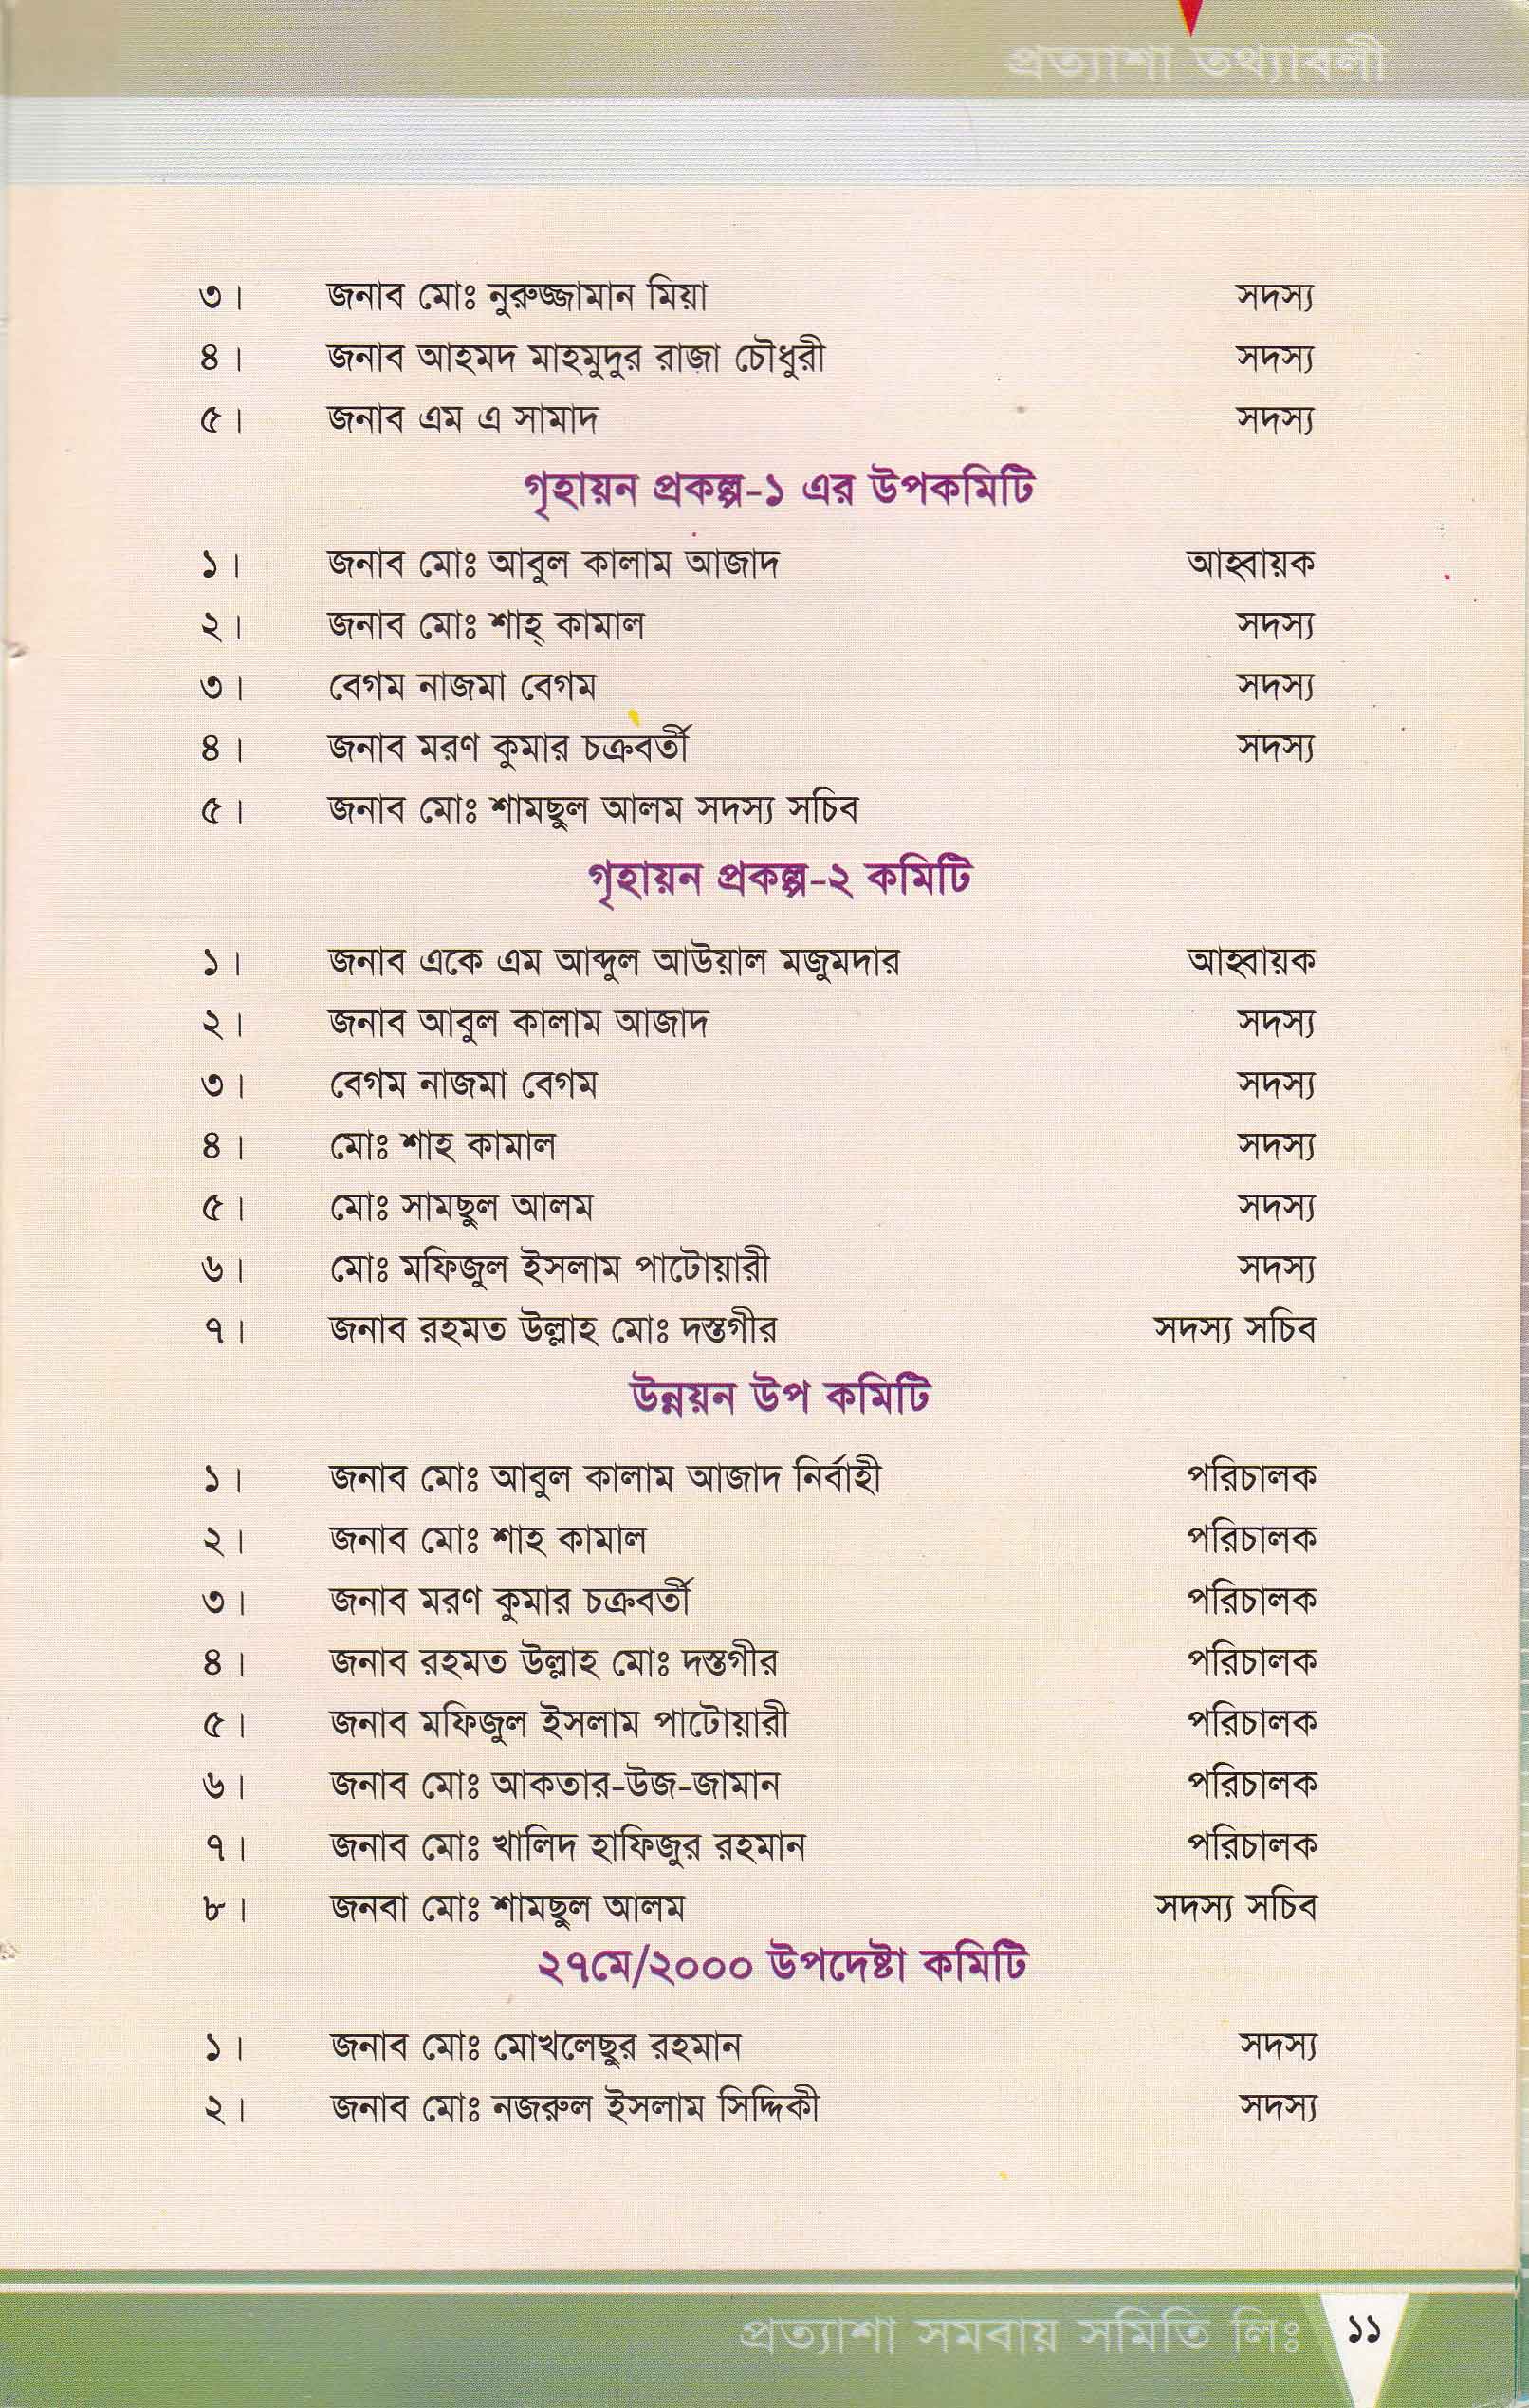 প্রত্যাশা তথ্যাবলী
৩। জনাব মোঃ নুরুজ্জামান মিয়া সদস্য
৪। জনাব আহমদ মাহমুদুর রাজা চৌধুরী সদস্য
৫। জনাব এম এ সামাদ সদস্য
গৃহায়ন প্রকল্প-১ এর উপকমিটি
১। জনাব মোঃ আবুল কালাম আজাদ আহ্বায়ক
২। জনাব মোঃ শাহ্ কামাল সদস্য
৩। বেগম নাজমা বেগম সদস্য
৪। জনাব মরণ কুমার চক্রবর্তী সদস্য
৫। জনাব মোঃ শামছুল আলম সদস্য সচিব
গৃহায়ন প্রকল্প-২ কমিটি
১। জনাব একে এম আব্দুল আউয়াল মজুমদার আহ্বায়ক
২। জনাব আবুল কালাম আজাদ সদস্য
৩। বেগম নাজমা বেগম সদস্য
৪। মোঃ শাহ কামাল সদস্য
৫। মোঃ সামছুল আলম সদস্য
৬। মোঃ মফিজুল ইসলাম পাটোয়ারী সদস্য
৭। জনাব রহমত উল্লাহ মোঃ দস্তগীর সদস্য সচিব
উন্নয়ন উপ কমিটি
১। জনাব মোঃ আবুল কালাম আজাদ নির্বাহী পরিচালক
২। জনাব মোঃ শাহ কামাল পরিচালক
৩। জনাব মরণ কুমার চক্রবর্তী পরিচালক
৪। জনাব রহমত উল্লাহ মোঃ দস্তগীর পরিচালক
৫। জনাব মফিজুল ইসলাম পাটোয়ারী পরিচালক
৬। জনাব মোঃ আকতার-উজ-জামান পরিচালক
৭। জনাব মোঃ খালিদ হাফিজুর রহমান পরিচালক
৮। জনবা মোঃ শামছুল আলম সদস্য সচিব
২৭মে/২০০০ উপদেষ্টা কমিটি
১। জনাব মোঃ মোখলেছুর রহমান সদস্য
২। জনাব মোঃ নজরুল ইসলাম সিদ্দিকী সদস্য
প্রত্যাশা সমবায় সমিতি লিঃ ১১